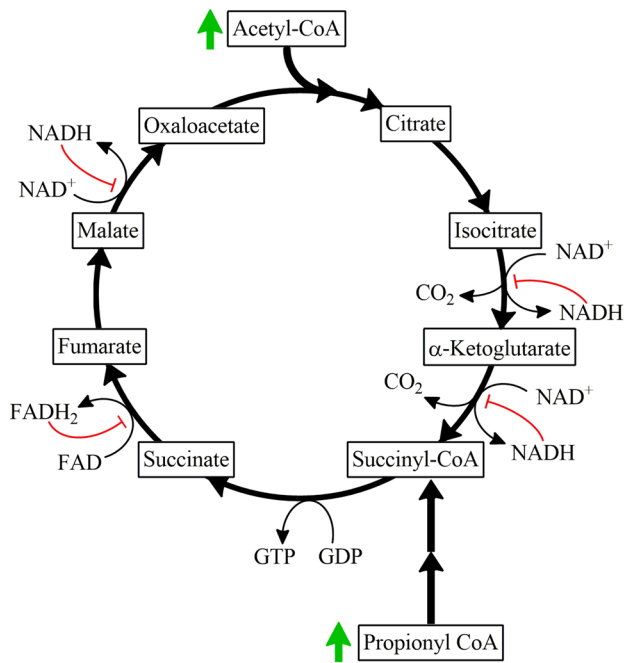 Acetyl-CoA
Oxaloacetate
Citrate
NADH
NAD⁺
Malate
Isocitrate
NAD⁺
CO₂
NADH
Fumarate
α-Ketoglutarate
CO₂
NAD⁺
FADH₂
NADH
FAD
Succinate
Succinyl-CoA
GTP
GDP
Propionyl CoA